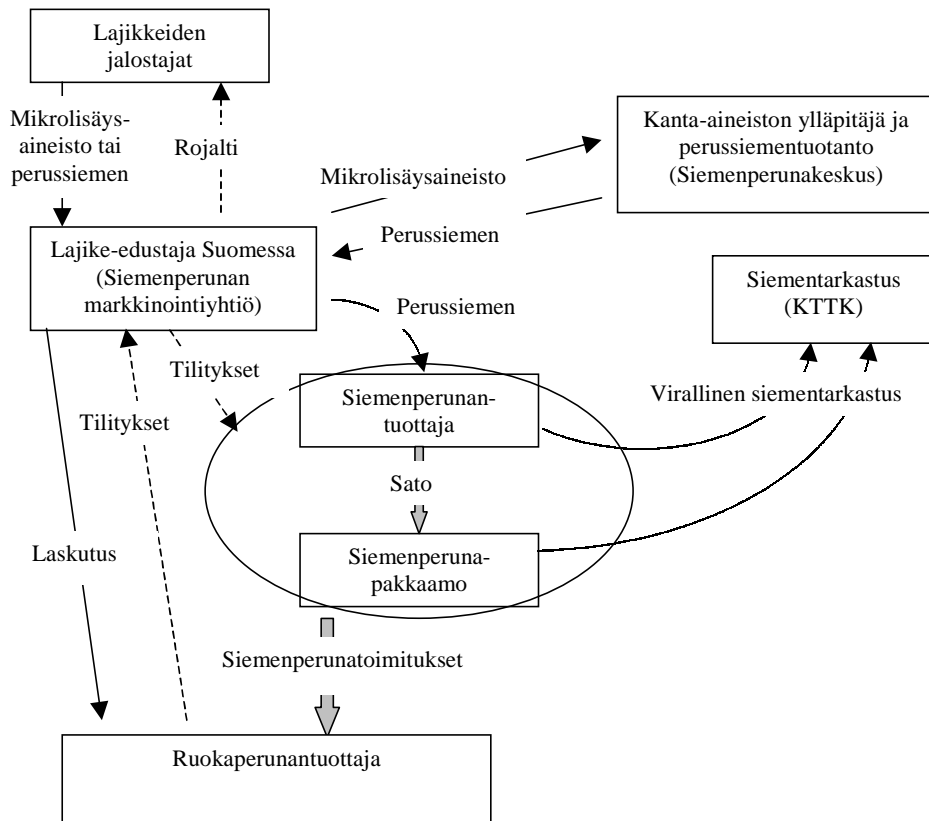 Lajikkeiden
jalostajat
Mikrolisäys-
aineisto tai
perussiemen
Rojalti
Kanta-aineiston ylläpitäjä ja
perussiementuotanto
(Siemenperunakeskus)
Mikrolisäysaineisto
Perussiemen
Lajike-edustaja Suomessa
(Siemenperunan
markkinointiyhtiö)
Siementarkastus
(KTTK)
Perussiemen
Tilitykset
Tilitykset
Siemenperunan-
tuottaja
Virallinen siementarkastus
Sato
Siemenperuna-
pakkaamo
Laskutus
Siemenperunatoimitukset
Ruokaperunantuottaja